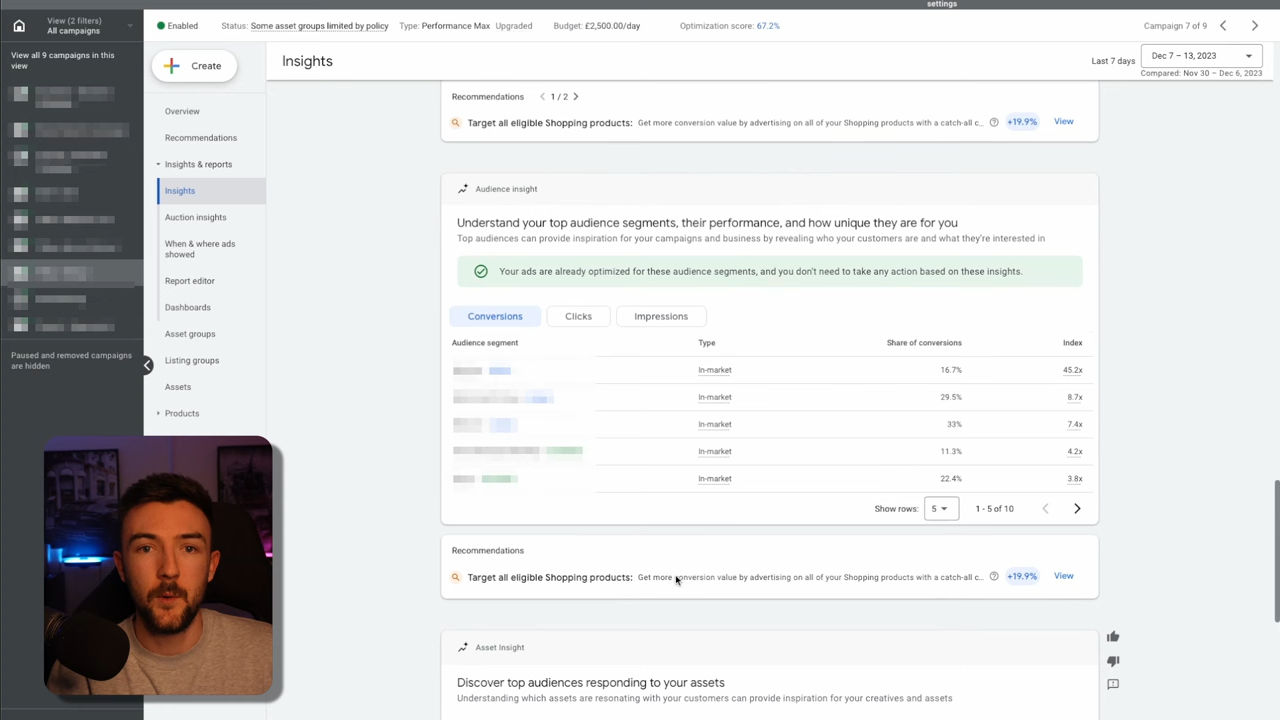 settings
View (2 filters)
All campaigns
Enabled
Status: Some asset groups limited by policy
Type: Performance Max Upgraded
Budget: £2,500.00/day
Optimization score: 67.2%
Campaign 7 of 9
View all 9 campaigns in this
view
Paused and removed campaigns
are hidden
Create
Overview
Recommendations
Insights & reports
Insights
Auction insights
When & where ads
showed
Report editor
Dashboards
Asset groups
Listing groups
Assets
Products
Insights
Last 7 days
Dec 7 – 13, 2023
Compared: Nov 30 – Dec 6, 2023
Recommendations
1 / 2
Target all eligible Shopping products: Get more conversion value by advertising on all of your Shopping products with a catch-all c... +19.9% View
Audience insight
Understand your top audience segments, their performance, and how unique they are for you
Top audiences can provide inspiration for your campaigns and business by revealing who your customers are and what they're interested in
Your ads are already optimized for these audience segments, and you don't need to take any action based on these insights.
Conversions Clicks Impressions
Audience segment Type Share of conversions Index
In-market 16.7% 45.2x
In-market 29.5% 8.7x
In-market 33% 7.4x
In-market 11.3% 4.2x
In-market 22.4% 3.8x
Show rows: 5 1 - 5 of 10
Recommendations
Target all eligible Shopping products: Get more conversion value by advertising on all of your Shopping products with a catch-all c... +19.9% View
Asset Insight
Discover top audiences responding to your assets
Understanding which assets are resonating with your customers can provide inspiration for your creatives and assets